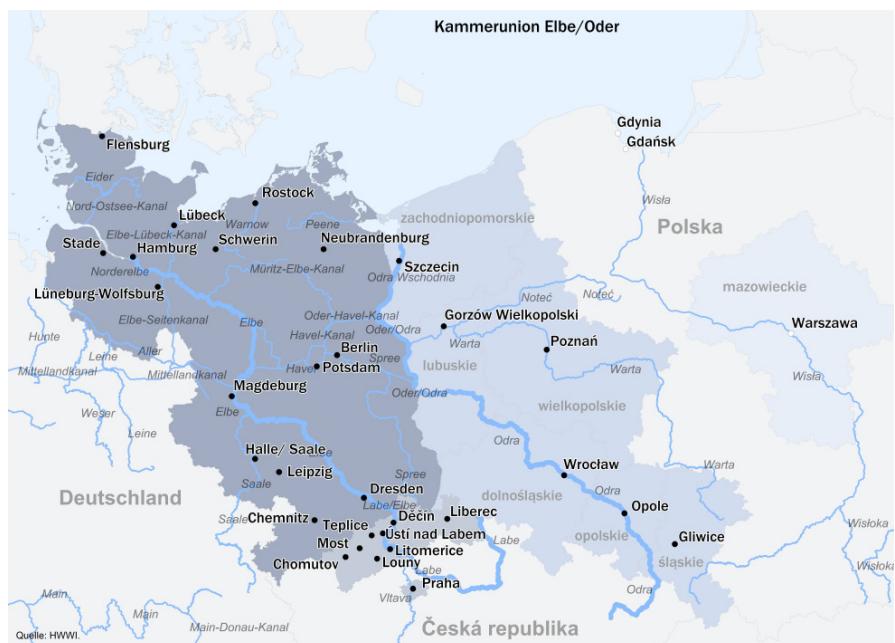 Kammerunion Elbe/Oder
Gdynia
Gdańsk
Flensburg
Eider
Nord-Ostsee-Kanal
Rostock
Wisła
Lübeck
Elbe-Lübeck-Kanal
Warnow
Peene
zachodniopomorskie
Polska
Stade
Hamburg
Schwerin
Neubrandenburg
Norderelbe
Müritz-Elbe-Kanal
Szczecin
Odra Wschodnia
Lüneburg-Wolfsburg
Noteć
Noteć
mazowieckie
Elbe-Seitenkanal
Elbe
Oder-Havel-Kanal
Gorzów Wielkopolski
Havel-Kanal
Oder/Odra
Warszawa
Hunte
Aller
Berlin
Warta
Poznań
Leine
Spree
Havel
Potsdam
lubuskie
Warta
Mittellandkanal
Mittellandkanal
Wisła
Magdeburg
Oder/Odra
Elbe
wielkopolskie
Weser
Leine
Odra
Halle/ Saale
Elbe
Leipzig
Saale
Spree
Wrocław
Warta
Dresden
dolnośląskie
Odra
Deutschland
Labe/Elbe
Opole
Saale
Chemnitz
Teplice
Děčín
Liberec
Wisłoka
Ústí nad Labem
opolskie
Most
Labe
Gliwice
Litomerice
śląskie
Chomutov
Louny
Labe
Wisłoka
Praha
Odra
Main
Vltava
Main
Main-Donau-Kanal
Česká republika
Quelle: HWWI.